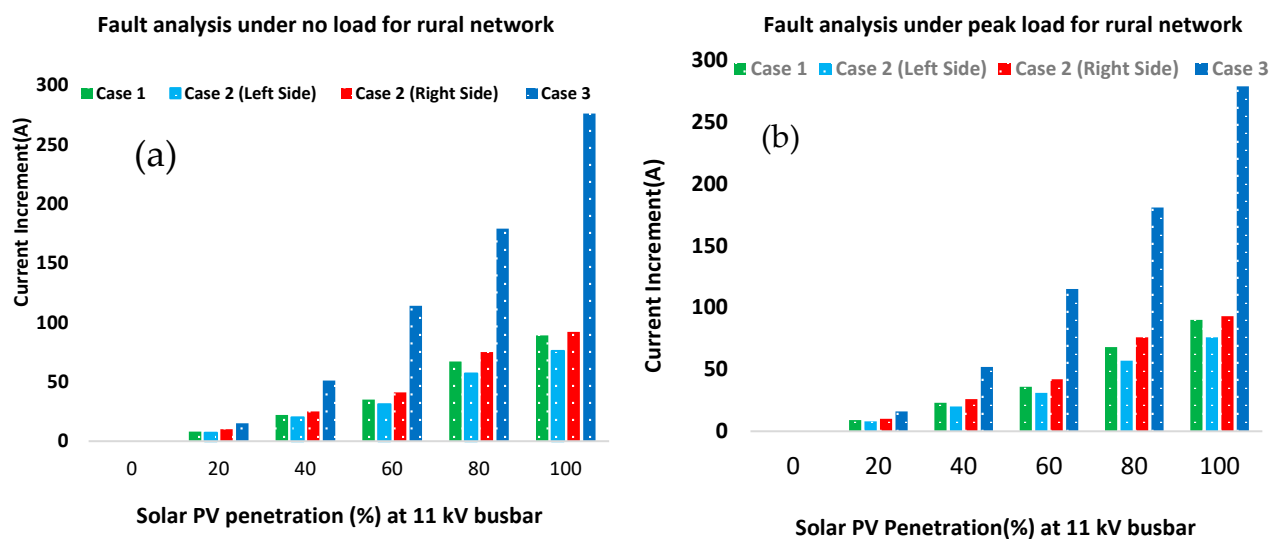 Fault analysis under no load for rural network
300
Case 1 Case 2 (Left Side) Case 2 (Right Side) Case 3
(a)
250
200
150
100
50
0
Current Increment(A)
0 20 40 60 80 100
Solar PV penetration (%) at 11 kV busbar
Fault analysis under peak load for rural network
300
Case 1 Case 2 (Left Side) Case 2 (Right Side) Case 3
(b)
250
200
150
100
50
0
Current Increment(A)
0 20 40 60 80 100
Solar PV Penetration(%) at 11 kV busbar